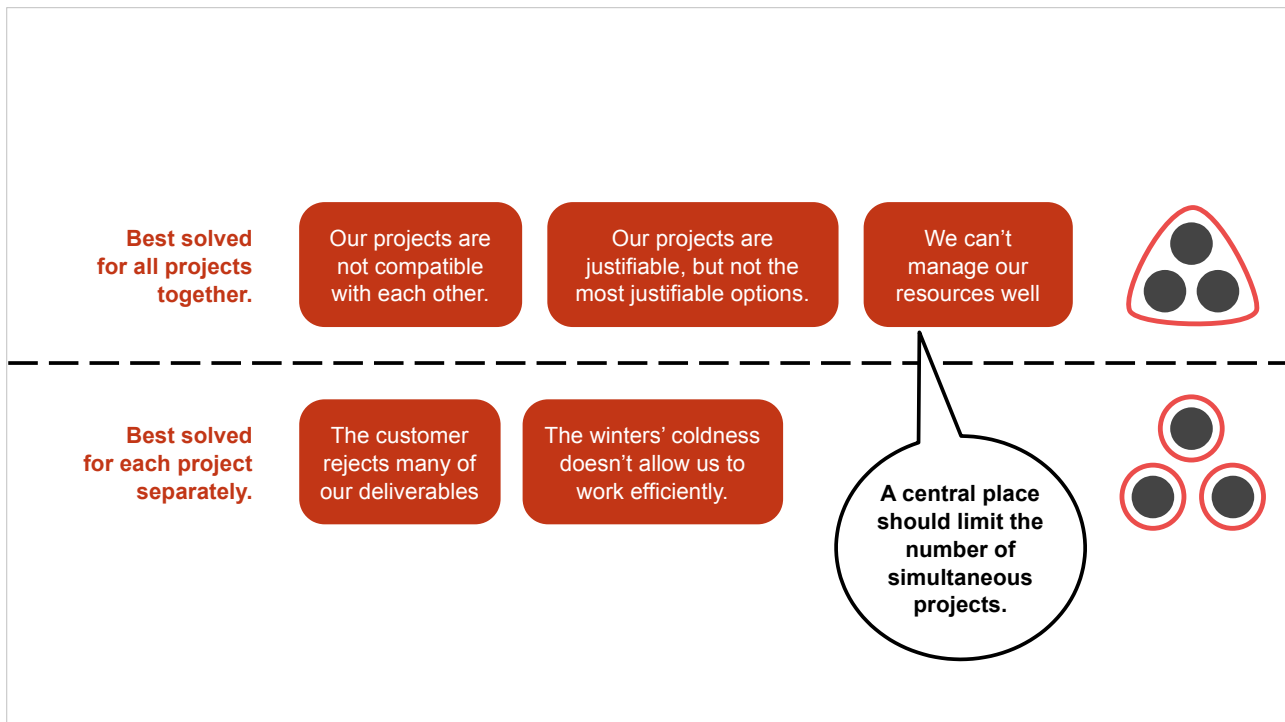 Best solved
for all projects
together.
Our projects are
not compatible
with each other.
Our projects are
justifiable, but not the
most justifiable options.
We can’t
manage our
resources well
Best solved
for each project
separately.
The customer
rejects many of
our deliverables
The winters’ coldness
doesn’t allow us to
work efficiently.
A central place
should limit the
number of
simultaneous
projects.